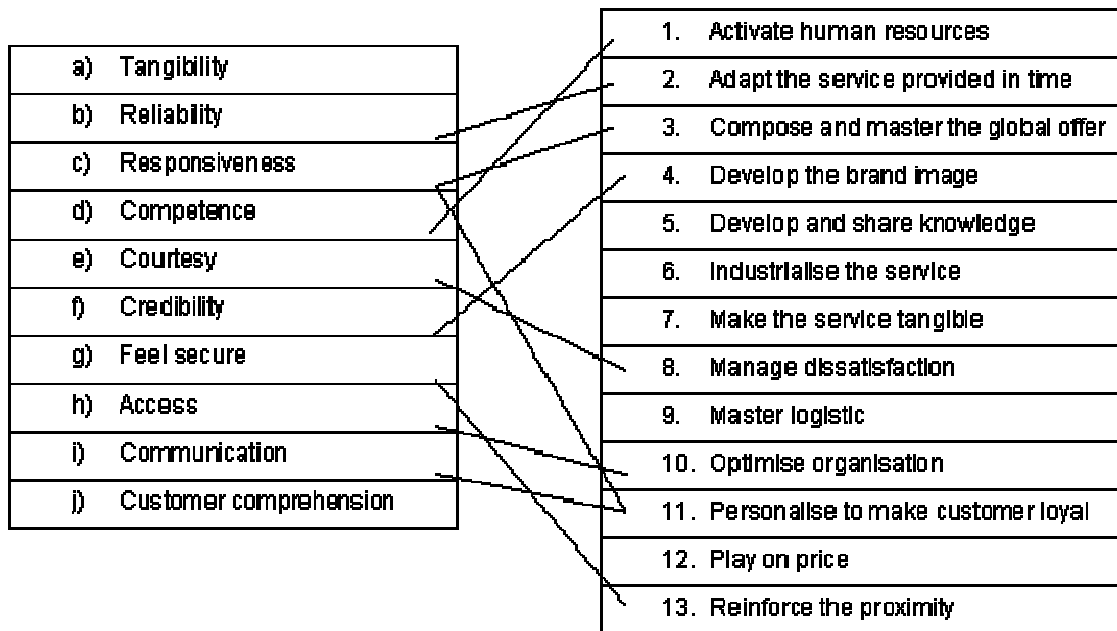 a) Tangibility
b) Reliability
c) Responsiveness
d) Competence
e) Courtesy
f) Credibility
g) Feel secure
h) Access
i) Communication
j) Customer comprehension
1. Activate human resources
2. Adapt the service provided in time
3. Compose and master the global offer
4. Develop the brand image
5. Develop and share knowledge
6. Industrialise the service
7. Make the service tangible
8. Manage dissatisfaction
9. Master logistic
10. Optimise organisation
11. Personalise to make customer loyal
12. Play on price
13. Reinforce the proximity